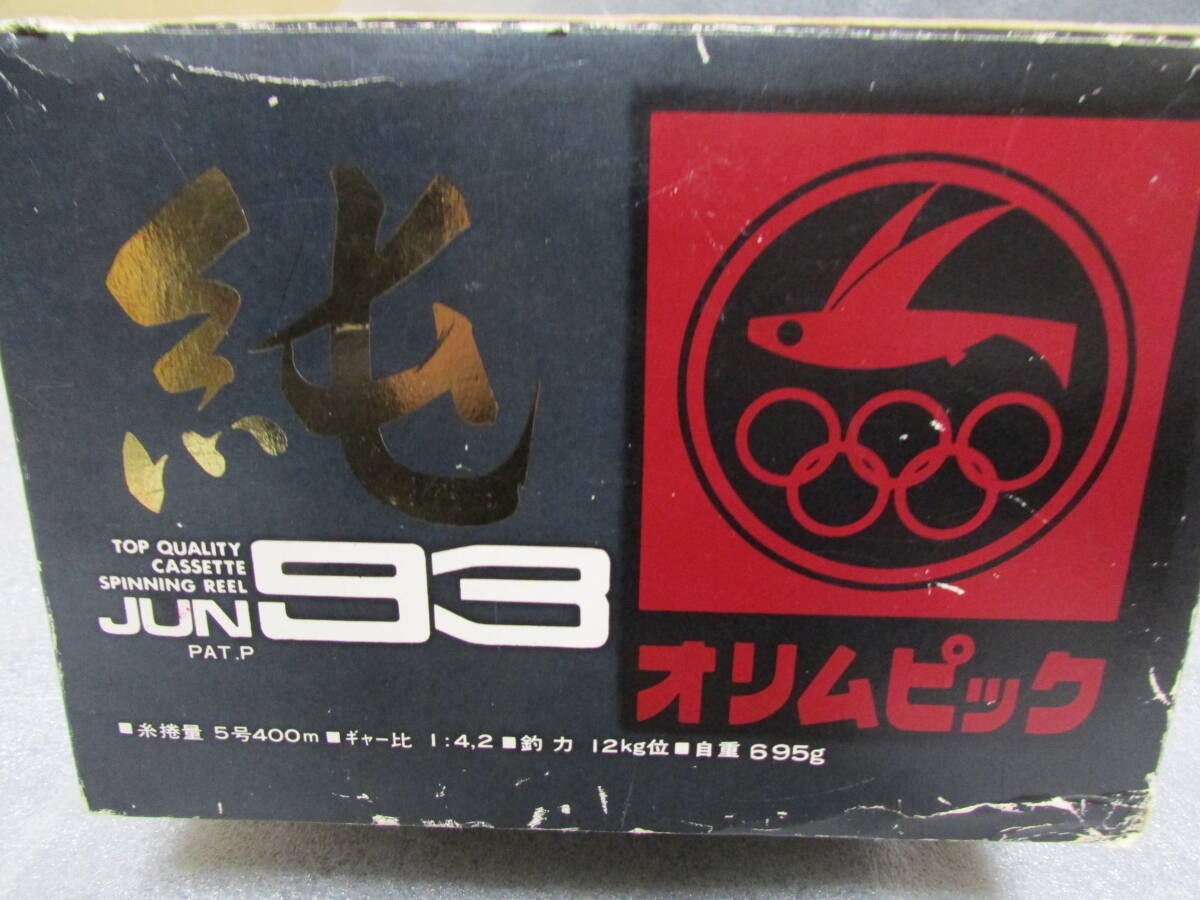 純
TOP QUALITY
CASSETTE
SPINNING REEL
JUN 93
PAT.P
オリムピック
■糸捲量 5号400m ■ギャー比 1:4,2 ■釣力 12kg位 ■自重 695g